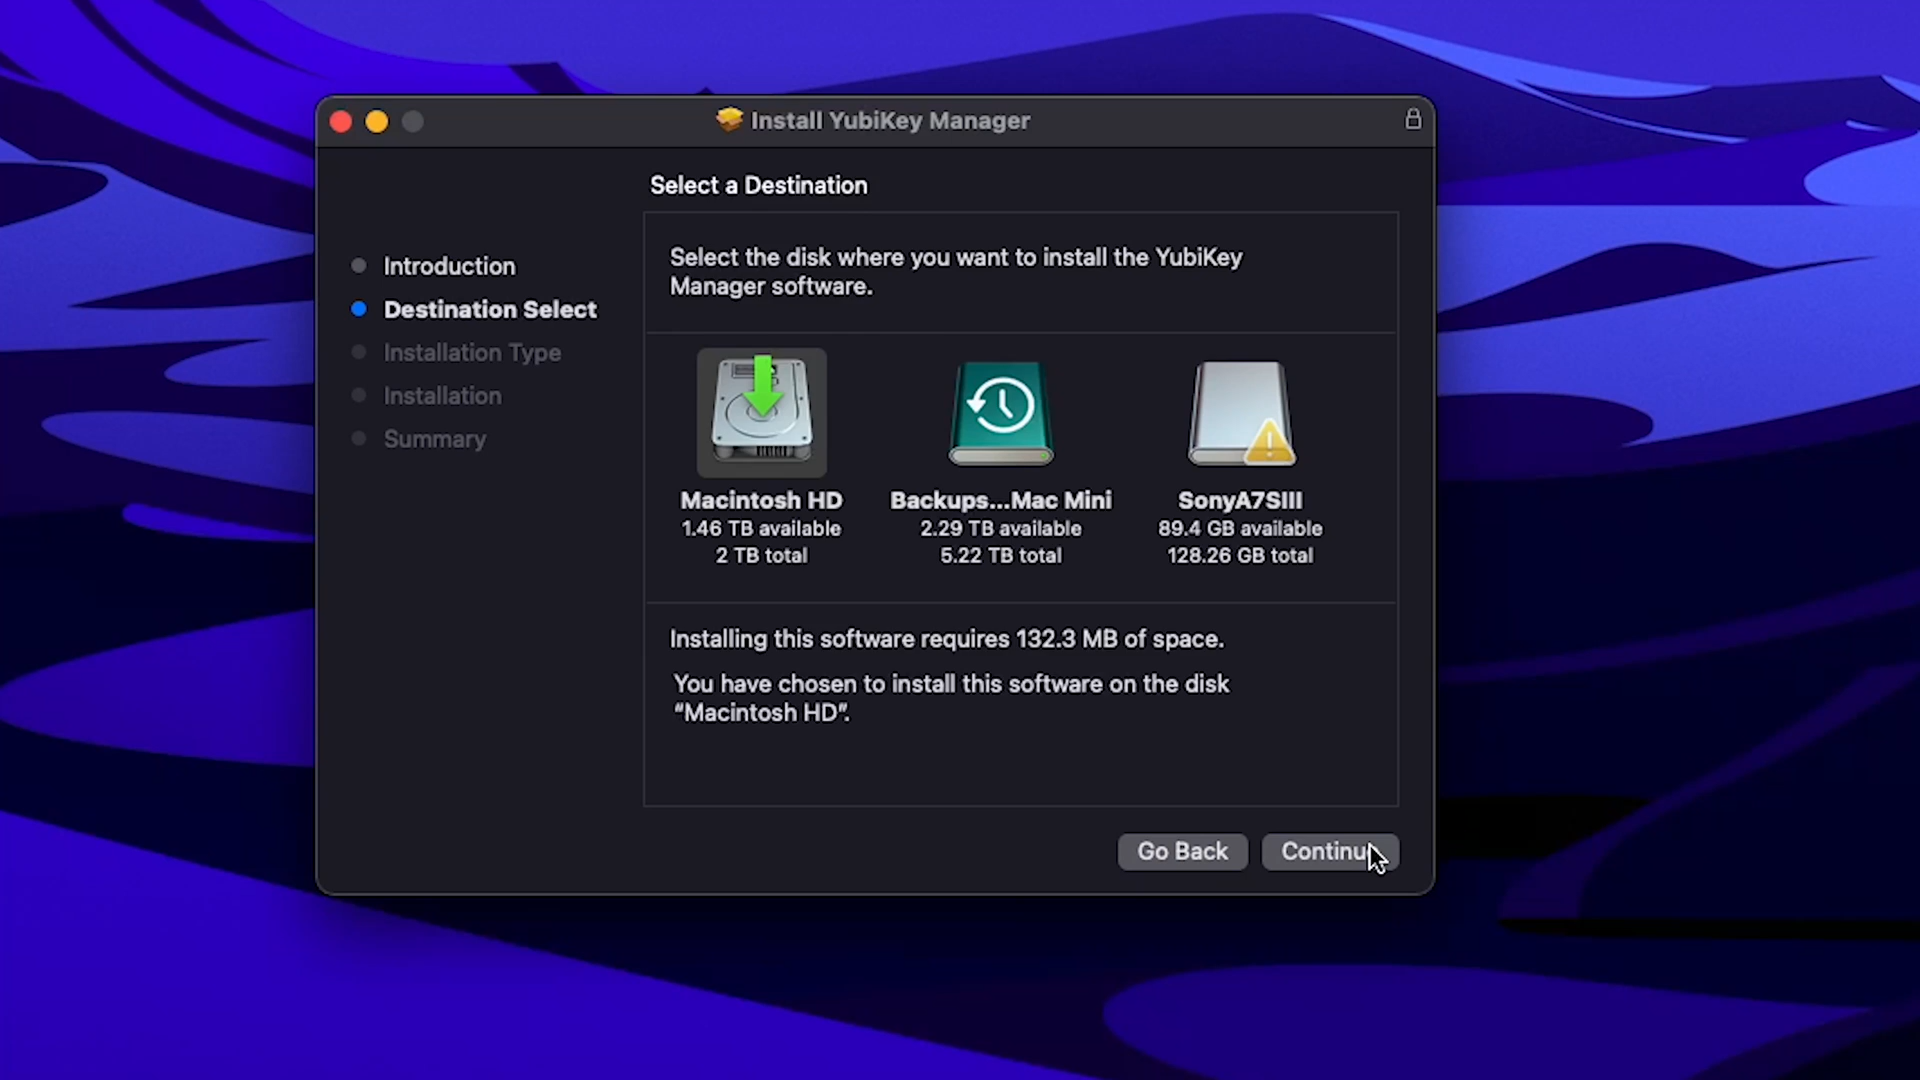 Install YubiKey Manager
Select a Destination
Introduction
Destination Select
Installation Type
Installation
Summary
Select the disk where you want to install the YubiKey
Manager software.
Macintosh HD
1.46 TB available
2 TB total
Backups...Mac Mini
2.29 TB available
5.22 TB total
SonyA7SIII
89.4 GB available
128.26 GB total
Installing this software requires 132.3 MB of space.
You have chosen to install this software on the disk
“Macintosh HD”.
Go Back
Continue